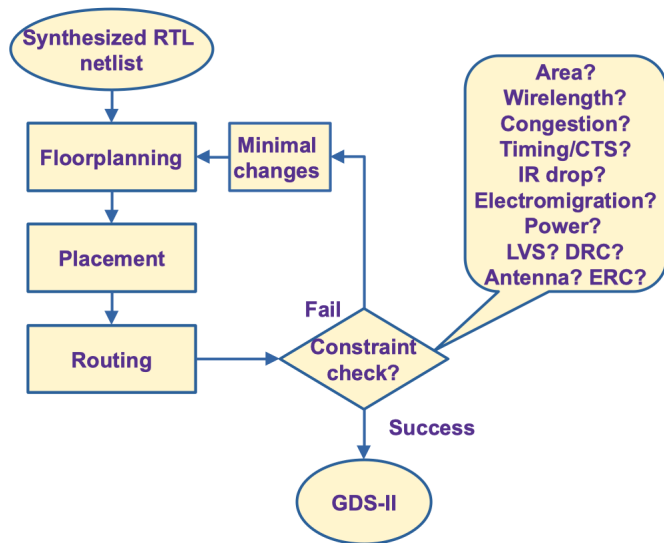 Synthesized RTL
netlist
Floorplanning
Minimal
changes
Placement
Routing
Fail
Constraint
check?
Success
GDS-II
Area?
Wirelength?
Congestion?
Timing/CTS?
IR drop?
Electromigration?
Power?
LVS? DRC?
Antenna? ERC?